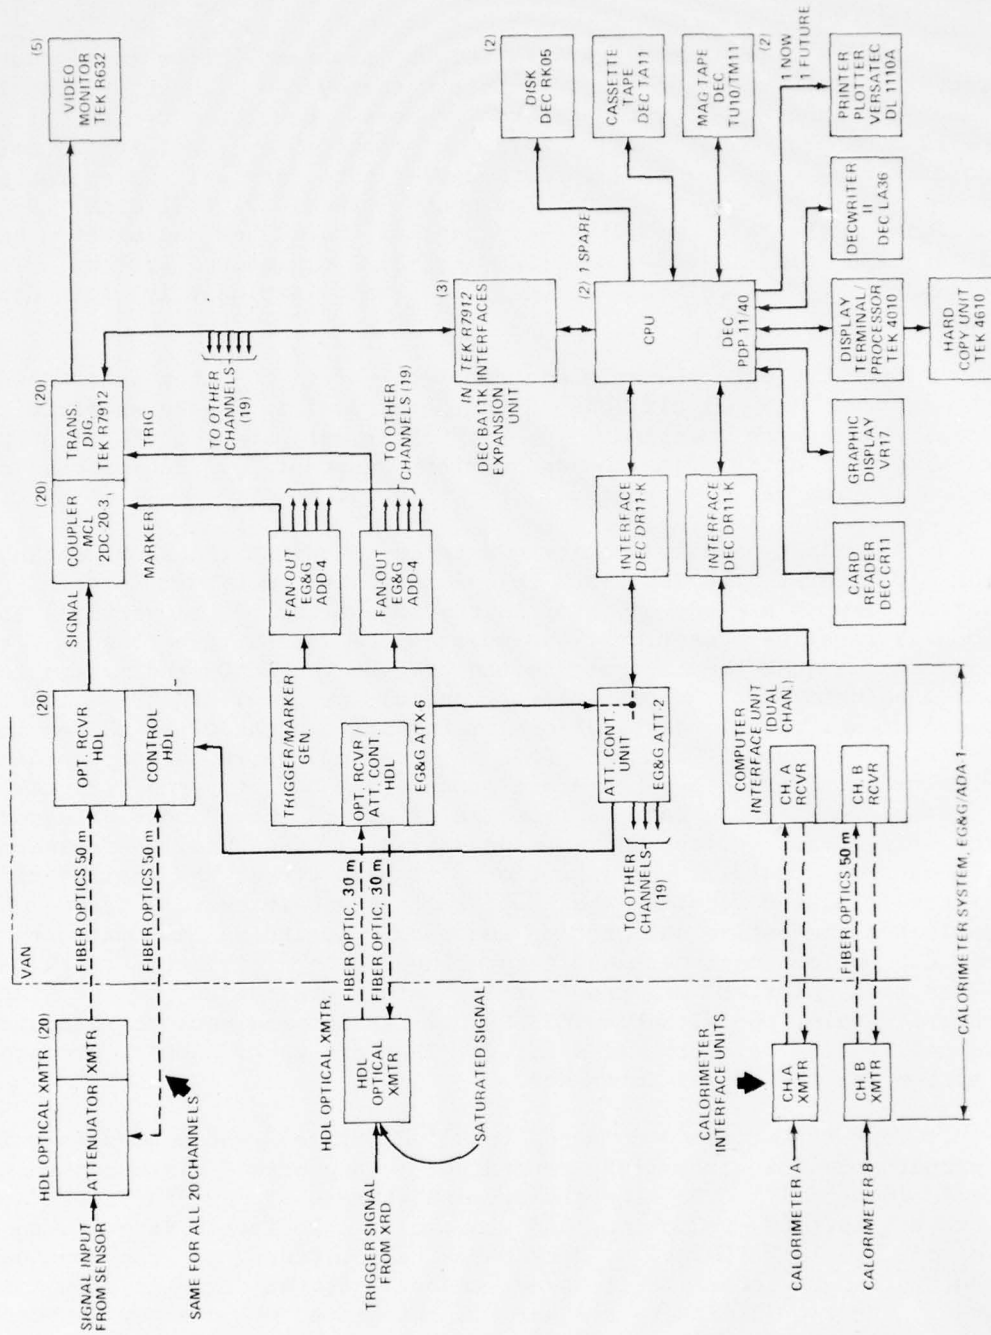 SIGNAL INPUT
FROM SENSOR
HDL OPTICAL XMTR (20)
ATTENUATOR
XMTR
SAME FOR ALL 20 CHANNELS
VAN
FIBER OPTICS 50 m
FIBER OPTICS 50 m
(20)
OPT. RCVR
HDL
CONTROL
HDL
SIGNAL
(20)
COUPLER
MCL
2DC 20-3
MARKER
(20)
TRANS.
DIG.
TEK R7912
TRIG
(5)
VIDEO
MONITOR
TEK R632
TO OTHER
CHANNELS
(19)
TRIGGER SIGNAL
FROM XRD
HDL OPTICAL XMTR.
HDL
OPTICAL
XMTR
SATURATED SIGNAL
FIBER OPTIC, 30 m
FIBER OPTIC, 30 m
TRIGGER/MARKER
GEN.
OPT. RCVR /
ATT. CONT.
HDL
EG&G ATX 6
FAN OUT
EG&G
ADD 4
FAN OUT
EG&G
ADD 4
TO OTHER
CHANNELS (19)
(3)
IN TEK R7912
DEC BA11K INTERFACES
EXPANSION
UNIT
(2)
DISK
DEC RK05
CASSETTE
TAPE
DEC TA11
MAG TAPE
DEC
TU10/TM11
(2)
1 NOW
1 FUTURE
PRINTER
PLOTTER
VERSATEC
DL 1110A
(2) 1 SPARE
CPU
DEC
PDP 11/40
DECWRITER
II
DEC LA36
DISPLAY
TERMINAL/
PROCESSOR
TEK 4010
HARD
COPY UNIT
TEK 4610
GRAPHIC
DISPLAY
VR17
CARD
READER
DEC CR11
INTERFACE
DEC DR11-K
INTERFACE
DEC DR11-K
ATT. CONT.
UNIT
EG&G ATT-2
TO OTHER
CHANNELS
(19)
COMPUTER
INTERFACE UNIT
(DUAL
CHAN.)
CH. A
RCVR
CH. B
RCVR
FIBER OPTICS 50 m
CALORIMETER
INTERFACE UNITS
CH A
XMTR
CH. B
XMTR
CALORIMETER A
CALORIMETER B
CALORIMETER SYSTEM, EG&G/ADA 1